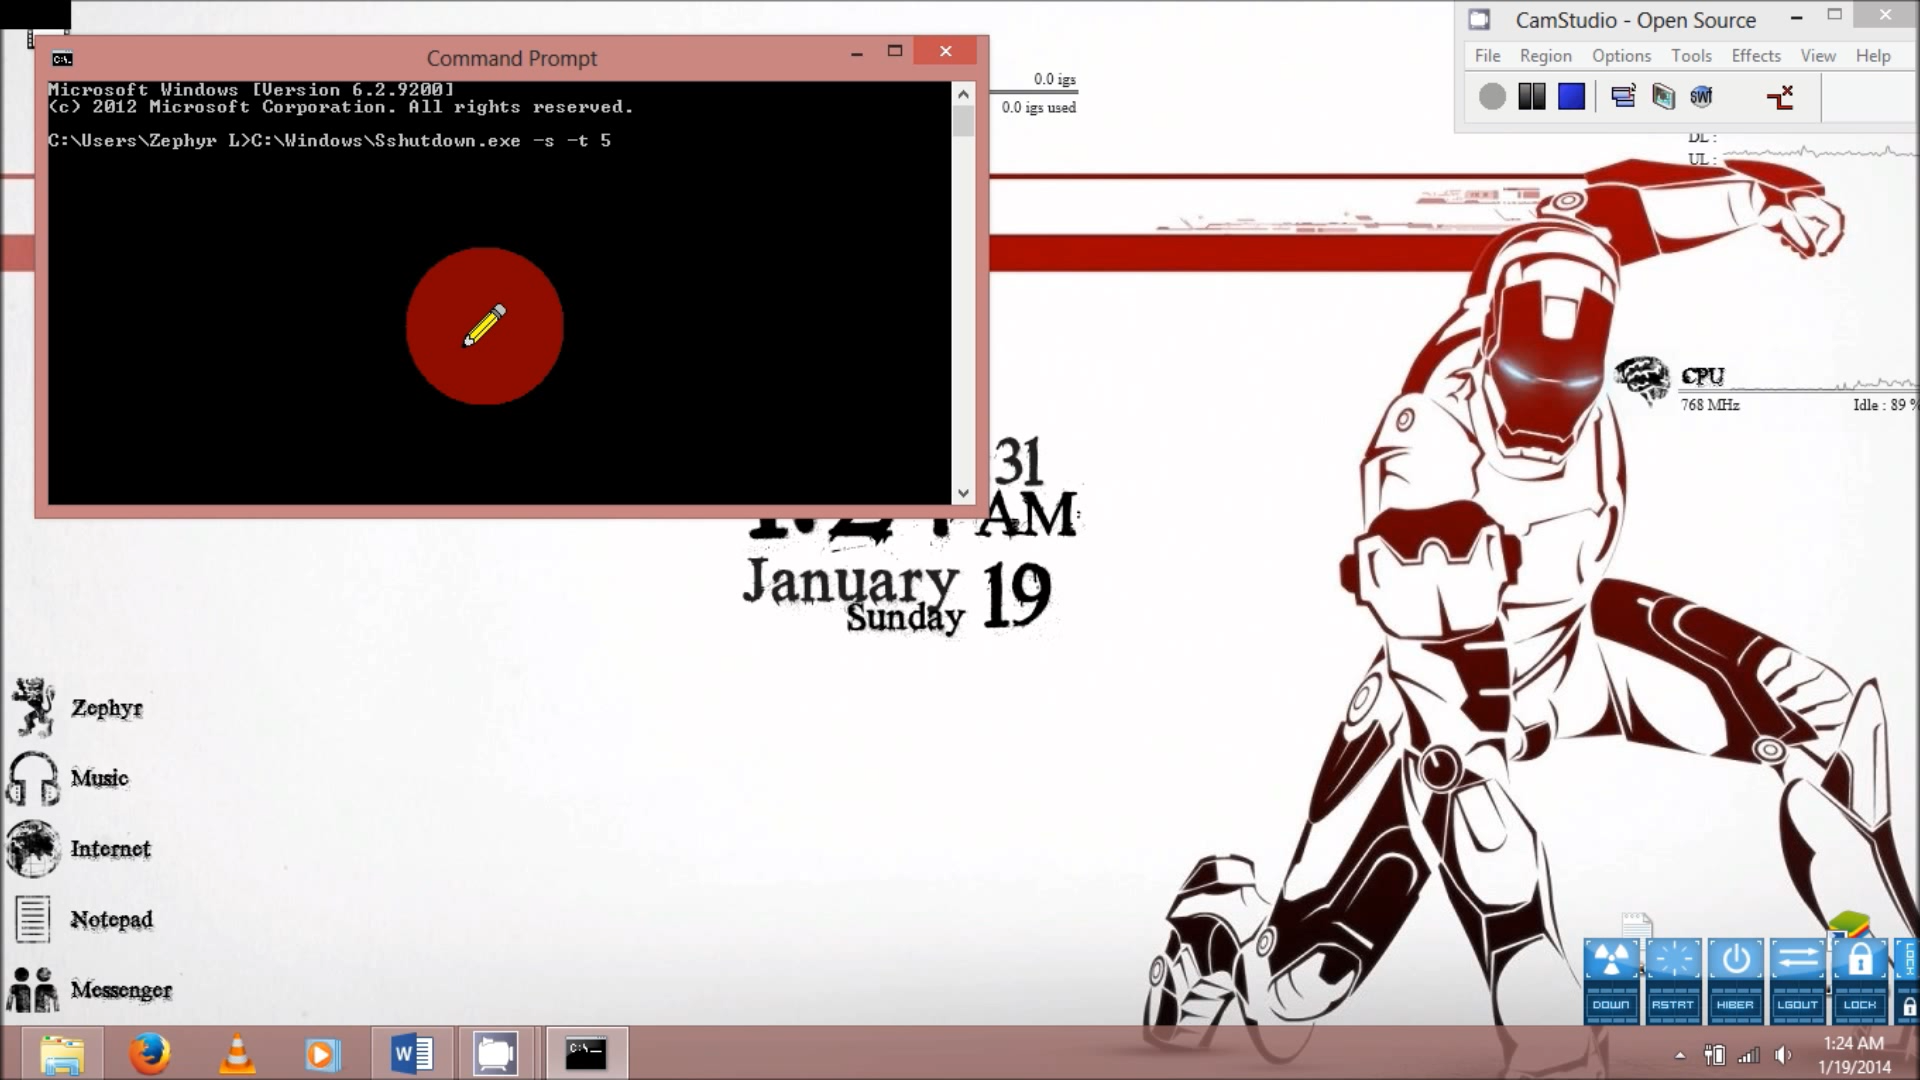 Command Prompt
Microsoft Windows [Version 6.2.9200]
(c) 2012 Microsoft Corporation. All rights reserved.
C:\Users\Zephyr L>C:\Windows\Sshutdown.exe -s -t 5
CamStudio - Open Source
File Region Options Tools Effects View Help
swf
0.0 igs
0.0 igs used
DL :
UL :
CPU
768 MHz
Idle : 89 %
31
AM
January
Sunday
19
Zephyr
Music
Internet
Notepad
Messenger
DOWN
RSTRT
HIBER
LGOUT
LOCK
1:24 AM
1/19/2014